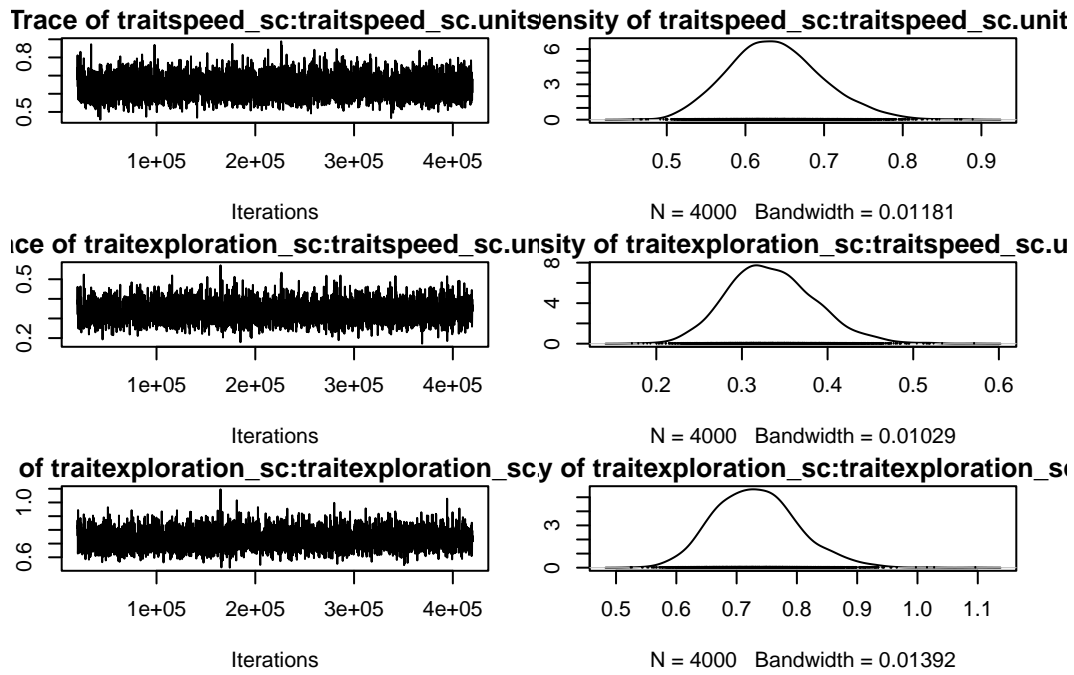 Trace of traitspeed_sc:traitspeed_sc.units
ensity of traitspeed_sc:traitspeed_sc.unit
0.5 0.8
1e+05 2e+05 3e+05 4e+05
Iterations
0 3 6
0.5 0.6 0.7 0.8 0.9
N = 4000 Bandwidth = 0.01181
ce of traitexploration_sc:traitspeed_sc.un
sity of traitexploration_sc:traitspeed_sc.u
0.2 0.5
1e+05 2e+05 3e+05 4e+05
Iterations
0 4 8
0.2 0.3 0.4 0.5 0.6
N = 4000 Bandwidth = 0.01029
of traitexploration_sc:traitexploration_sc.
y of traitexploration_sc:traitexploration_sc
0.6 1.0
1e+05 2e+05 3e+05 4e+05
Iterations
0 3
0.5 0.6 0.7 0.8 0.9 1.0 1.1
N = 4000 Bandwidth = 0.01392